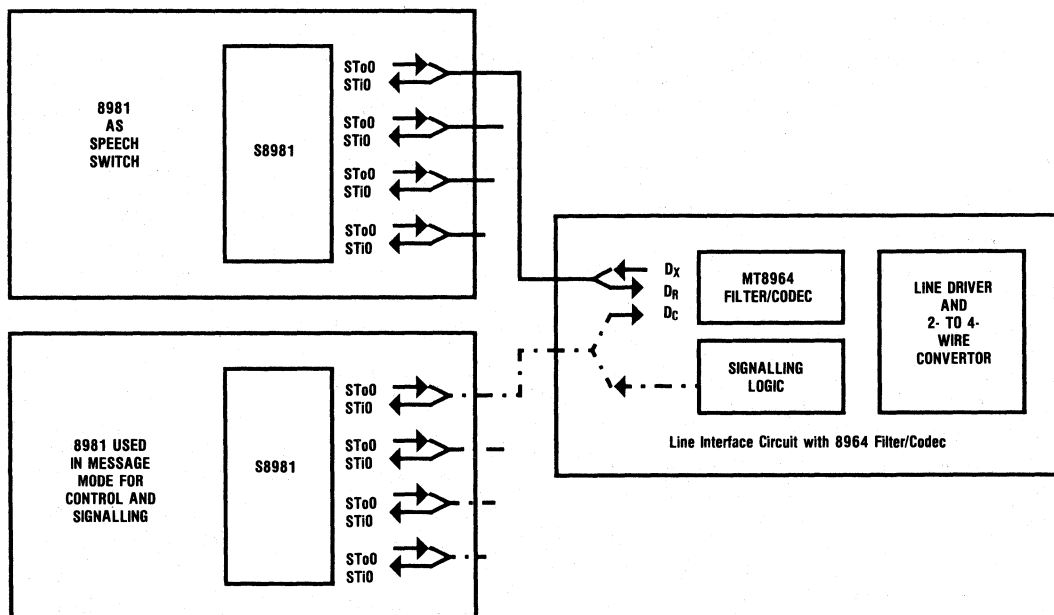 8981
AS
SPEECH
SWITCH
S8981
STo0
STi0
STo0
STi0
STo0
STi0
STo0
STi0
8981 USED
IN MESSAGE
MODE FOR
CONTROL AND
SIGNALLING
S8981
STo0
STi0
STo0
STi0
STo0
STi0
STo0
STi0
DX
DR
DC
MT8964
FILTER/CODEC
SIGNALLING
LOGIC
LINE DRIVER
AND
2- TO 4-
WIRE
CONVERTOR
Line Interface Circuit with 8964 Filter/Codec